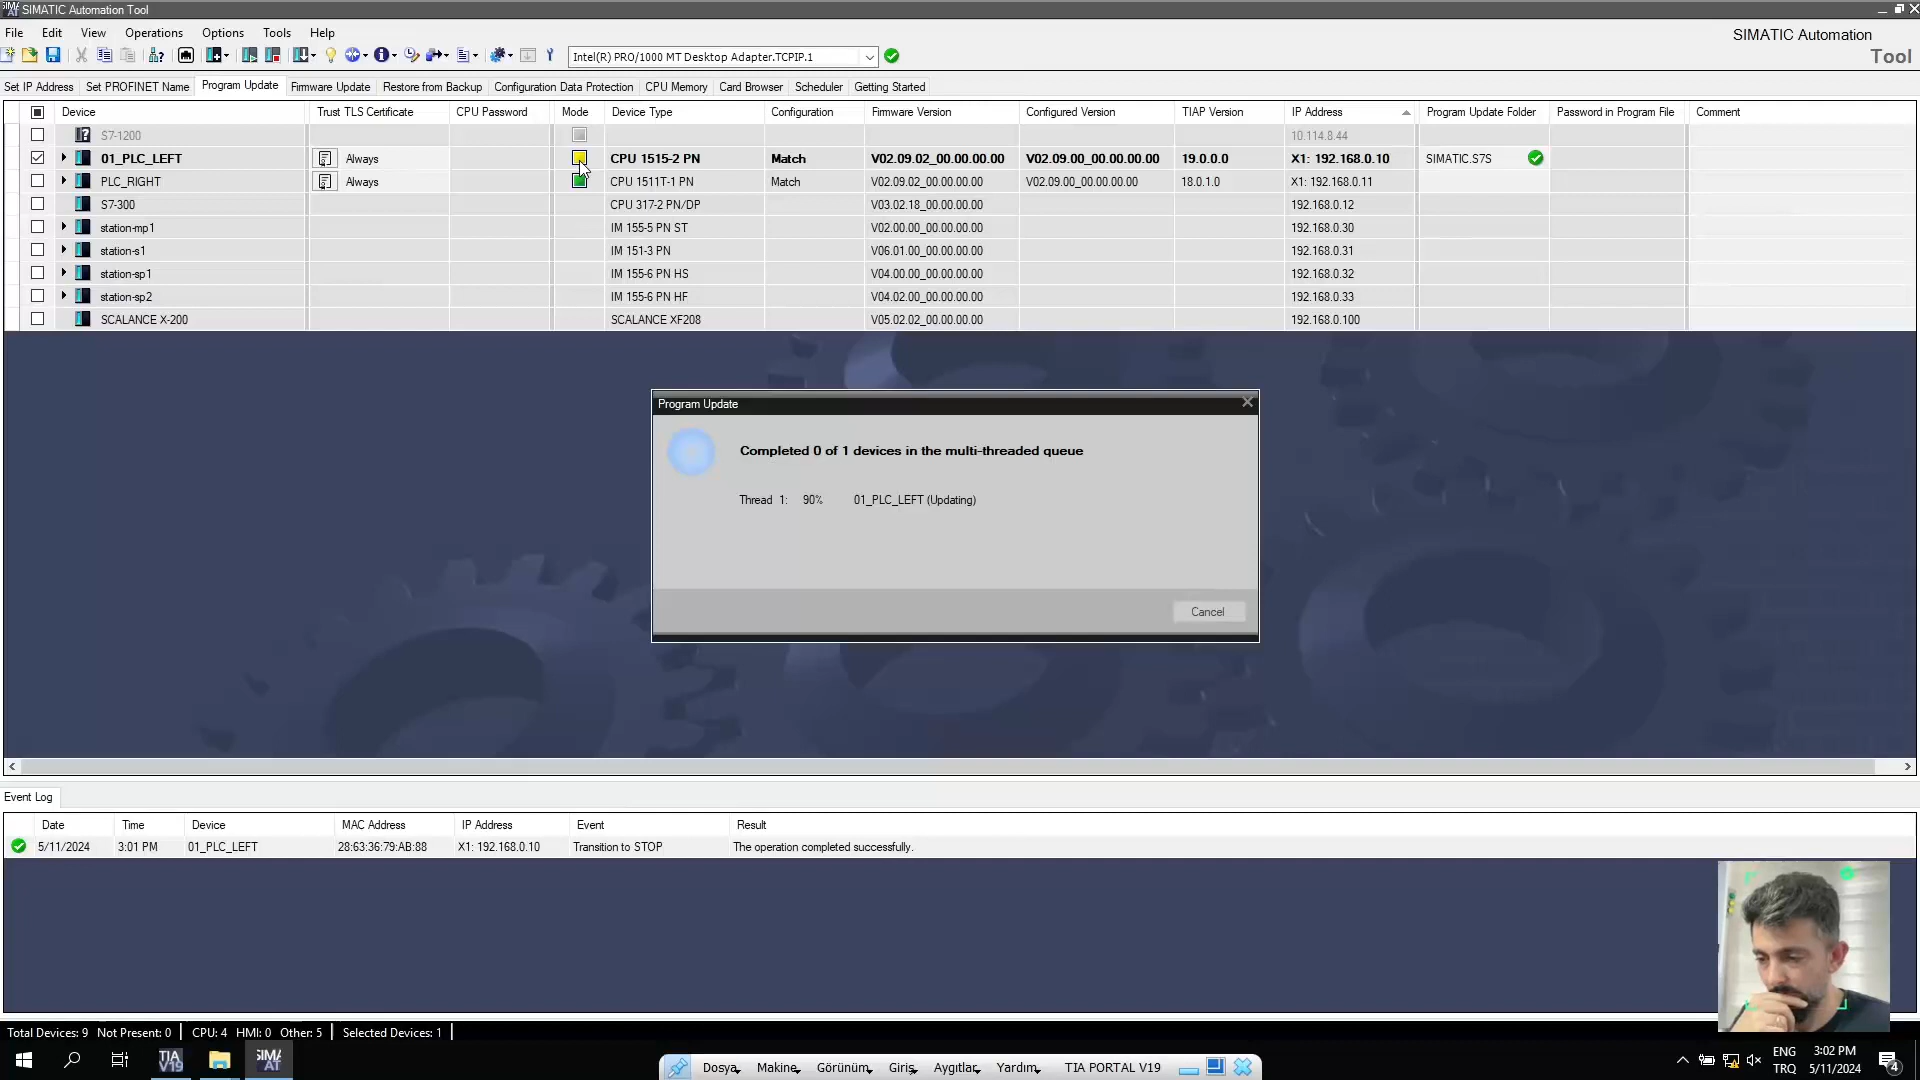 SIMATIC Automation Tool
File Edit View Operations Options Tools Help
SIMATIC Automation
Tool
Intel(R) PRO/1000 MT Desktop Adapter.TCPIP.1
Set IP Address Set PROFINET Name Program Update Firmware Update Restore from Backup Configuration Data Protection CPU Memory Card Browser Scheduler Getting Started
Device Trust TLS Certificate CPU Password Mode Device Type Configuration Firmware Version Configured Version TIAP Version IP Address Program Update Folder Password in Program File Comment
S7-1200 10.114.8.44
01_PLC_LEFT Always CPU 1515-2 PN Match V02.09.02_00.00.00.00 V02.09.00_00.00.00.00 19.0.0.0 X1: 192.168.0.10 SIMATIC.S7S
PLC_RIGHT Always CPU 1511T-1 PN Match V02.09.02_00.00.00.00 V02.09.00_00.00.00.00 18.0.1.0 X1: 192.168.0.11
S7-300 CPU 317-2 PN/DP V03.02.18_00.00.00.00 192.168.0.12
station-mp1 IM 155-5 PN ST V02.00.00_00.00.00.00 192.168.0.30
station-s1 IM 151-3 PN V06.01.00_00.00.00.00 192.168.0.31
station-sp1 IM 155-6 PN HS V04.00.00_00.00.00.00 192.168.0.32
station-sp2 IM 155-6 PN HF V04.02.00_00.00.00.00 192.168.0.33
SCALANCE X-200 SCALANCE XF208 V05.02.02_00.00.00.00 192.168.0.100
Program Update
Completed 0 of 1 devices in the multi-threaded queue
Thread 1: 90% 01_PLC_LEFT (Updating)
Cancel
Event Log
Date Time Device MAC Address IP Address Event Result
5/11/2024 3:01 PM 01_PLC_LEFT 28:63:36:79:AB:88 X1: 192.168.0.10 Transition to STOP The operation completed successfully.
Total Devices: 9 Not Present: 0 CPU: 4 HMI: 0 Other: 5 Selected Devices: 1
TIA V19
SIM AT
Dosya Makine Görünüm Giriş Aygıtlar Yardım TIA PORTAL V19
ENG
TRQ
3:02 PM
5/11/2024
4